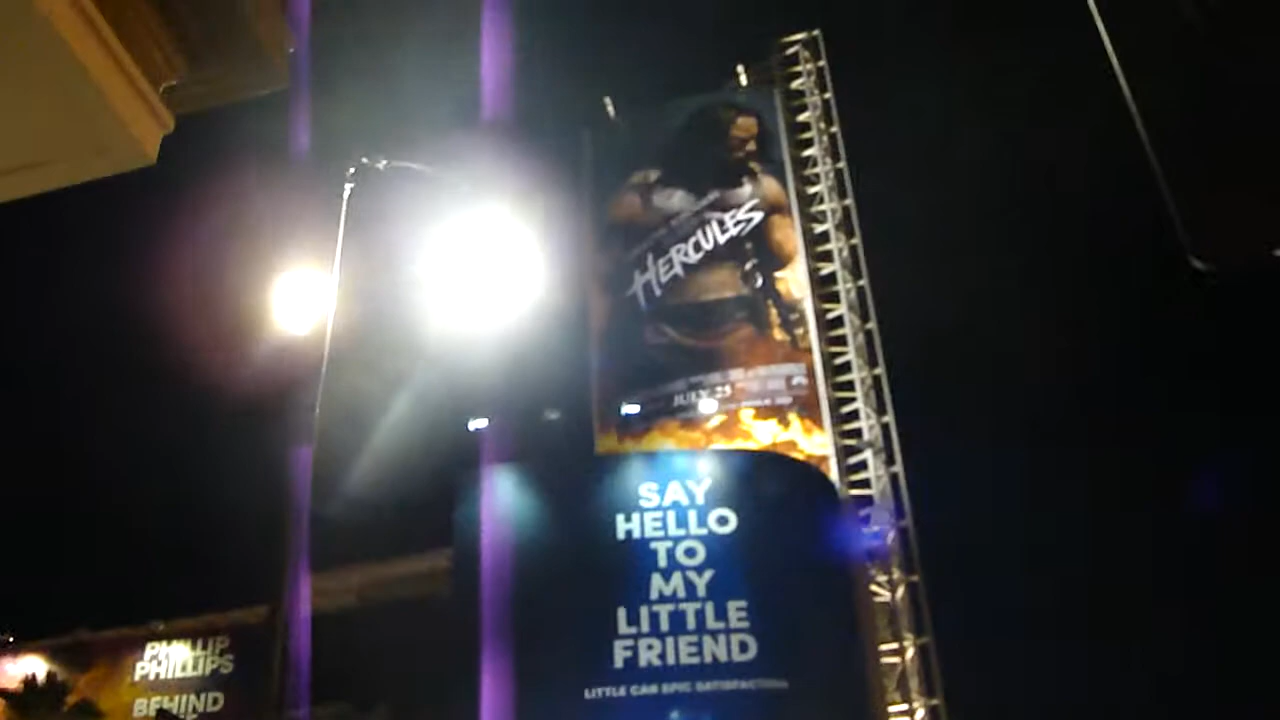 HERCULES
JULY 25
SAY
HELLO
TO
MY
LITTLE
FRIEND
LITTLE CAR EPIC SATISFACTION
PHILLIP
PHILLIPS
BEHIND